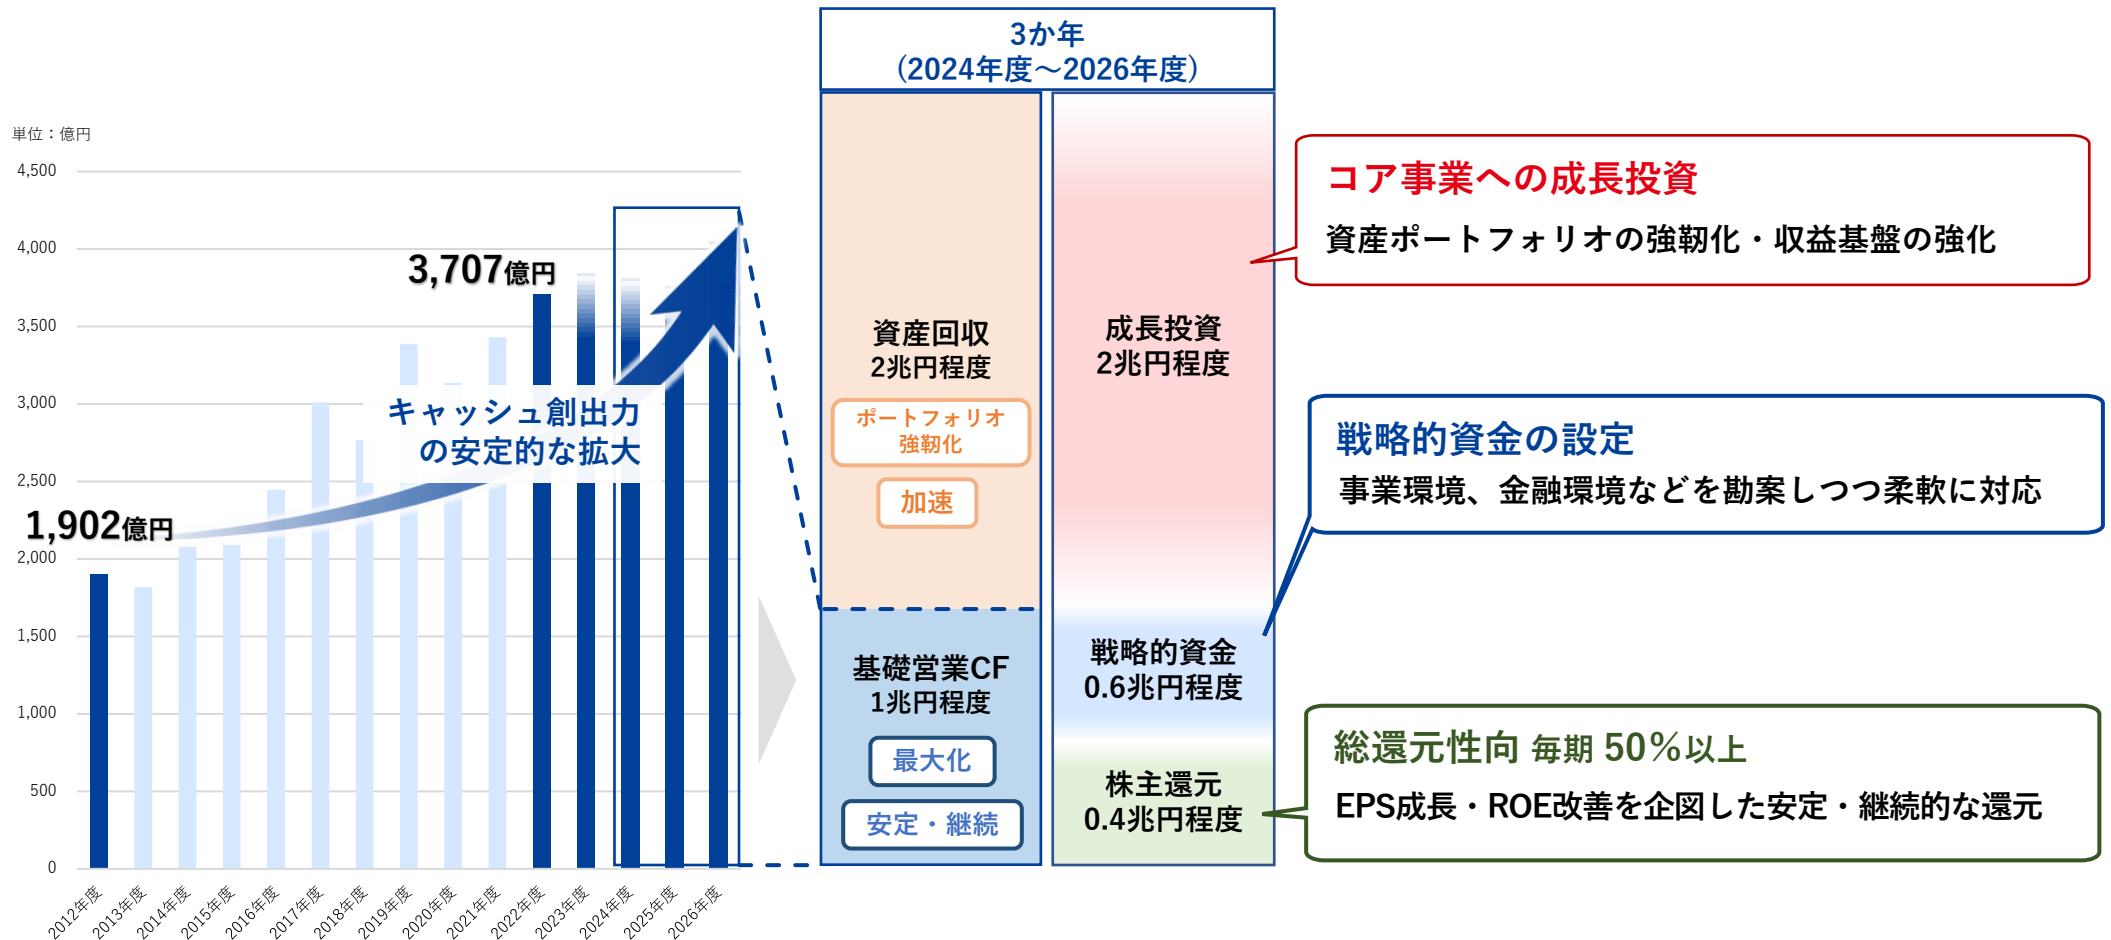 単位：億円
4,500
4,000
3,500
3,000
2,500
2,000
1,500
1,000
500
0
2012年度
2013年度
2014年度
2015年度
2016年度
2017年度
2018年度
2019年度
2020年度
2021年度
2022年度
2023年度
2024年度
2025年度
2026年度
1,902億円
3,707億円
キャッシュ創出力
の安定的な拡大
3か年
（2024年度～2026年度）
資産回収
2兆円程度
ポートフォリオ
強靭化
加速
基礎営業CF
1兆円程度
最大化
安定・継続
成長投資
2兆円程度
戦略的資金
0.6兆円程度
株主還元
0.4兆円程度
コア事業への成長投資
資産ポートフォリオの強靭化・収益基盤の強化
戦略的資金の設定
事業環境、金融環境などを勘案しつつ柔軟に対応
総還元性向 毎期 50％以上
EPS成長・ROE改善を企図した安定・継続的な還元